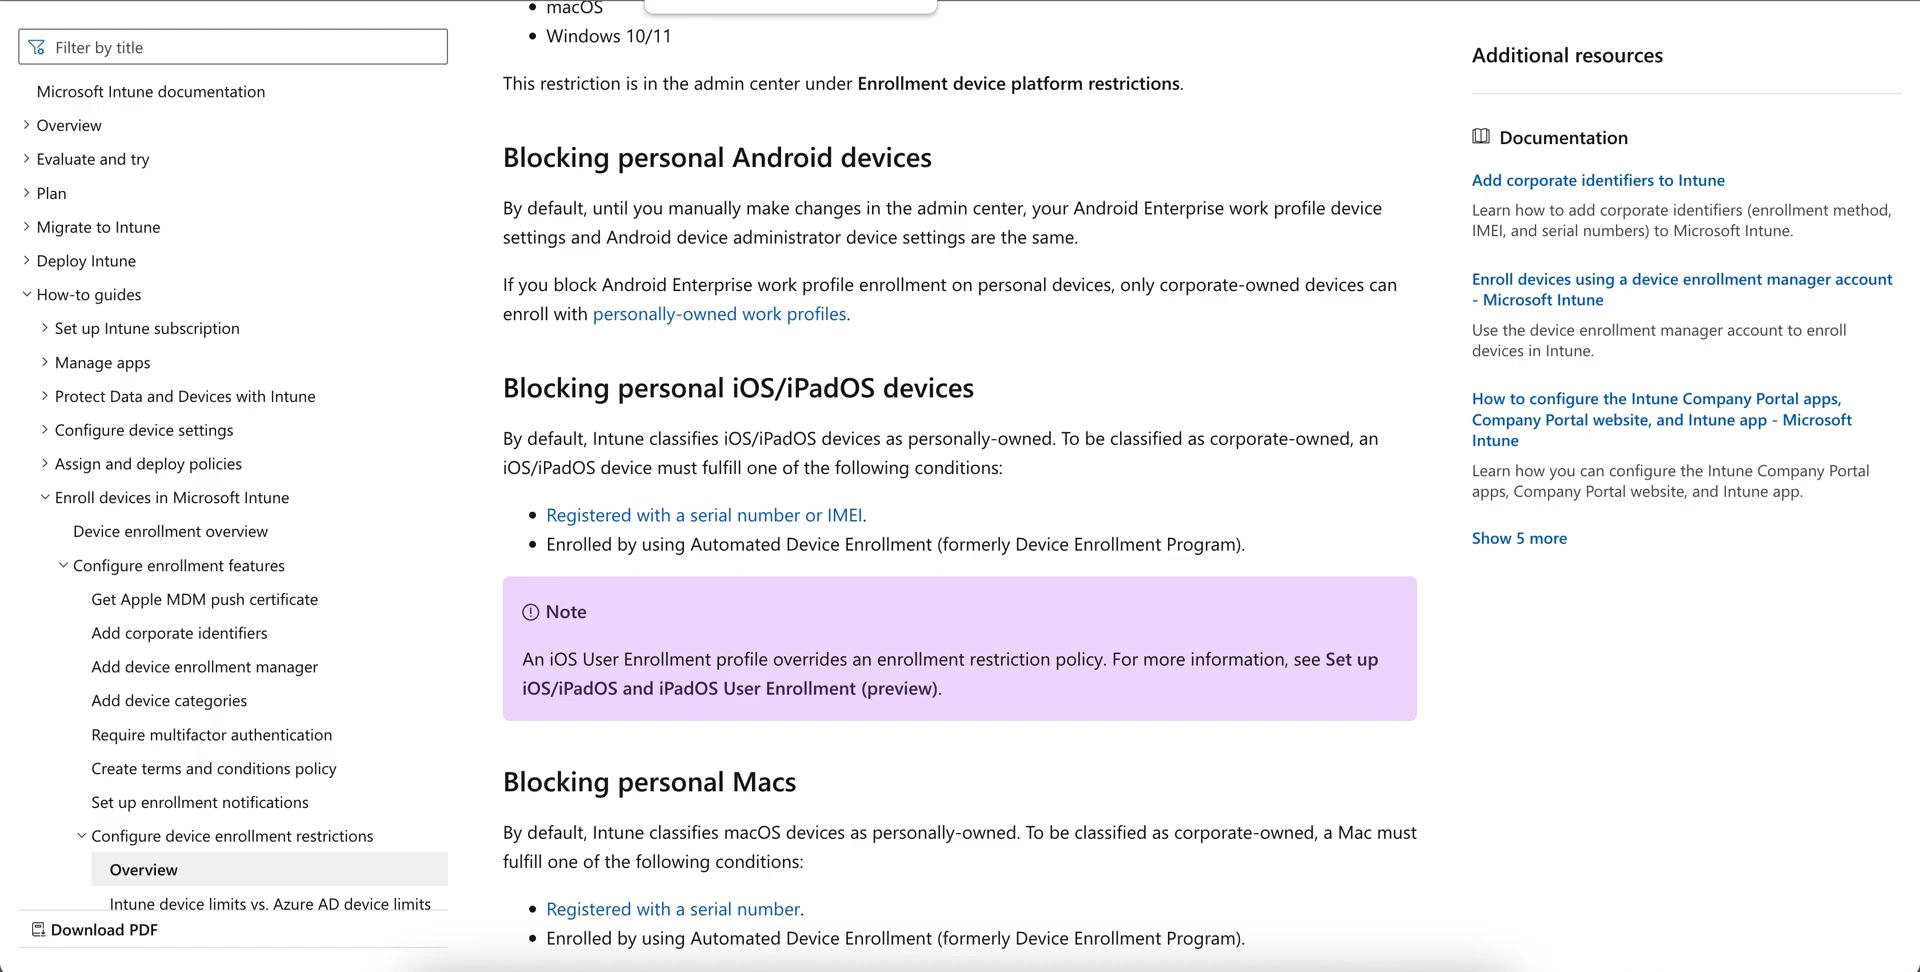 Filter by title
Microsoft Intune documentation
Overview
Evaluate and try
Plan
Migrate to Intune
Deploy Intune
How-to guides
Set up Intune subscription
Manage apps
Protect Data and Devices with Intune
Configure device settings
Assign and deploy policies
Enroll devices in Microsoft Intune
Device enrollment overview
Configure enrollment features
Get Apple MDM push certificate
Add corporate identifiers
Add device enrollment manager
Add device categories
Require multifactor authentication
Create terms and conditions policy
Set up enrollment notifications
Configure device enrollment restrictions
Overview
Intune device limits vs. Azure AD device limits
Download PDF
• macOS
• Windows 10/11
This restriction is in the admin center under Enrollment device platform restrictions.
Blocking personal Android devices
By default, until you manually make changes in the admin center, your Android Enterprise work profile device
settings and Android device administrator device settings are the same.
If you block Android Enterprise work profile enrollment on personal devices, only corporate-owned devices can
enroll with personally-owned work profiles.
Blocking personal iOS/iPadOS devices
By default, Intune classifies iOS/iPadOS devices as personally-owned. To be classified as corporate-owned, an
iOS/iPadOS device must fulfill one of the following conditions:
• Registered with a serial number or IMEI.
• Enrolled by using Automated Device Enrollment (formerly Device Enrollment Program).
Note
An iOS User Enrollment profile overrides an enrollment restriction policy. For more information, see Set up
iOS/iPadOS and iPadOS User Enrollment (preview).
Blocking personal Macs
By default, Intune classifies macOS devices as personally-owned. To be classified as corporate-owned, a Mac must
fulfill one of the following conditions:
• Registered with a serial number.
• Enrolled by using Automated Device Enrollment (formerly Device Enrollment Program).
Additional resources
Documentation
Add corporate identifiers to Intune
Learn how to add corporate identifiers (enrollment method,
IMEI, and serial numbers) to Microsoft Intune.
Enroll devices using a device enrollment manager account
- Microsoft Intune
Use the device enrollment manager account to enroll
devices in Intune.
How to configure the Intune Company Portal apps,
Company Portal website, and Intune app - Microsoft
Intune
Learn how you can configure the Intune Company Portal
apps, Company Portal website, and Intune app.
Show 5 more